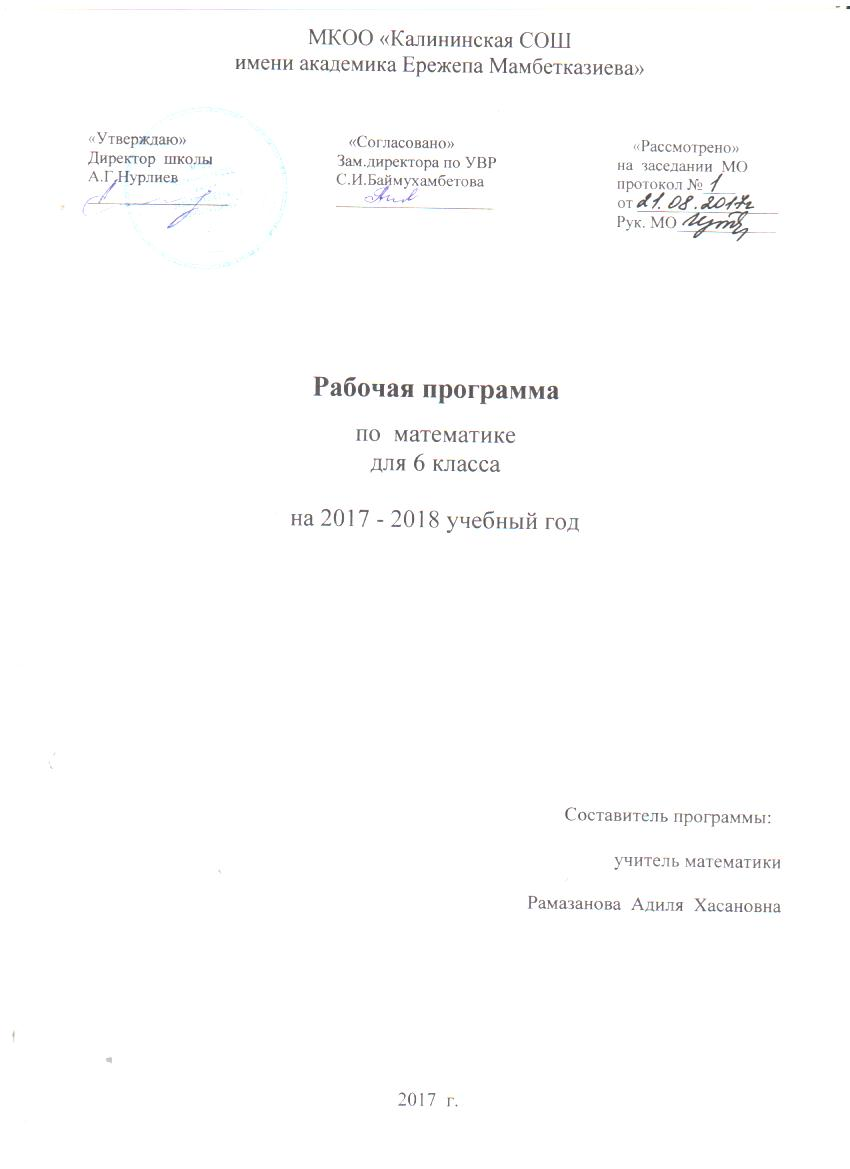 МКОО «Калининская СОШ
имени академика Ережепа Мамбетказиева»
«Утверждаю»
Директор школы
А.Г.Нурлиев
«Согласовано»
Зам.директора по УВР
С.И.Баймухамбетова
«Рассмотрено»
на заседании МО
протокол № 1
от 21.08.2017г
Рук. МО
Рабочая программа
по математике
для 6 класса
на 2017 - 2018 учебный год
Составитель программы:
учитель математики
Рамазанова Адиля Хасановна
2017 г.